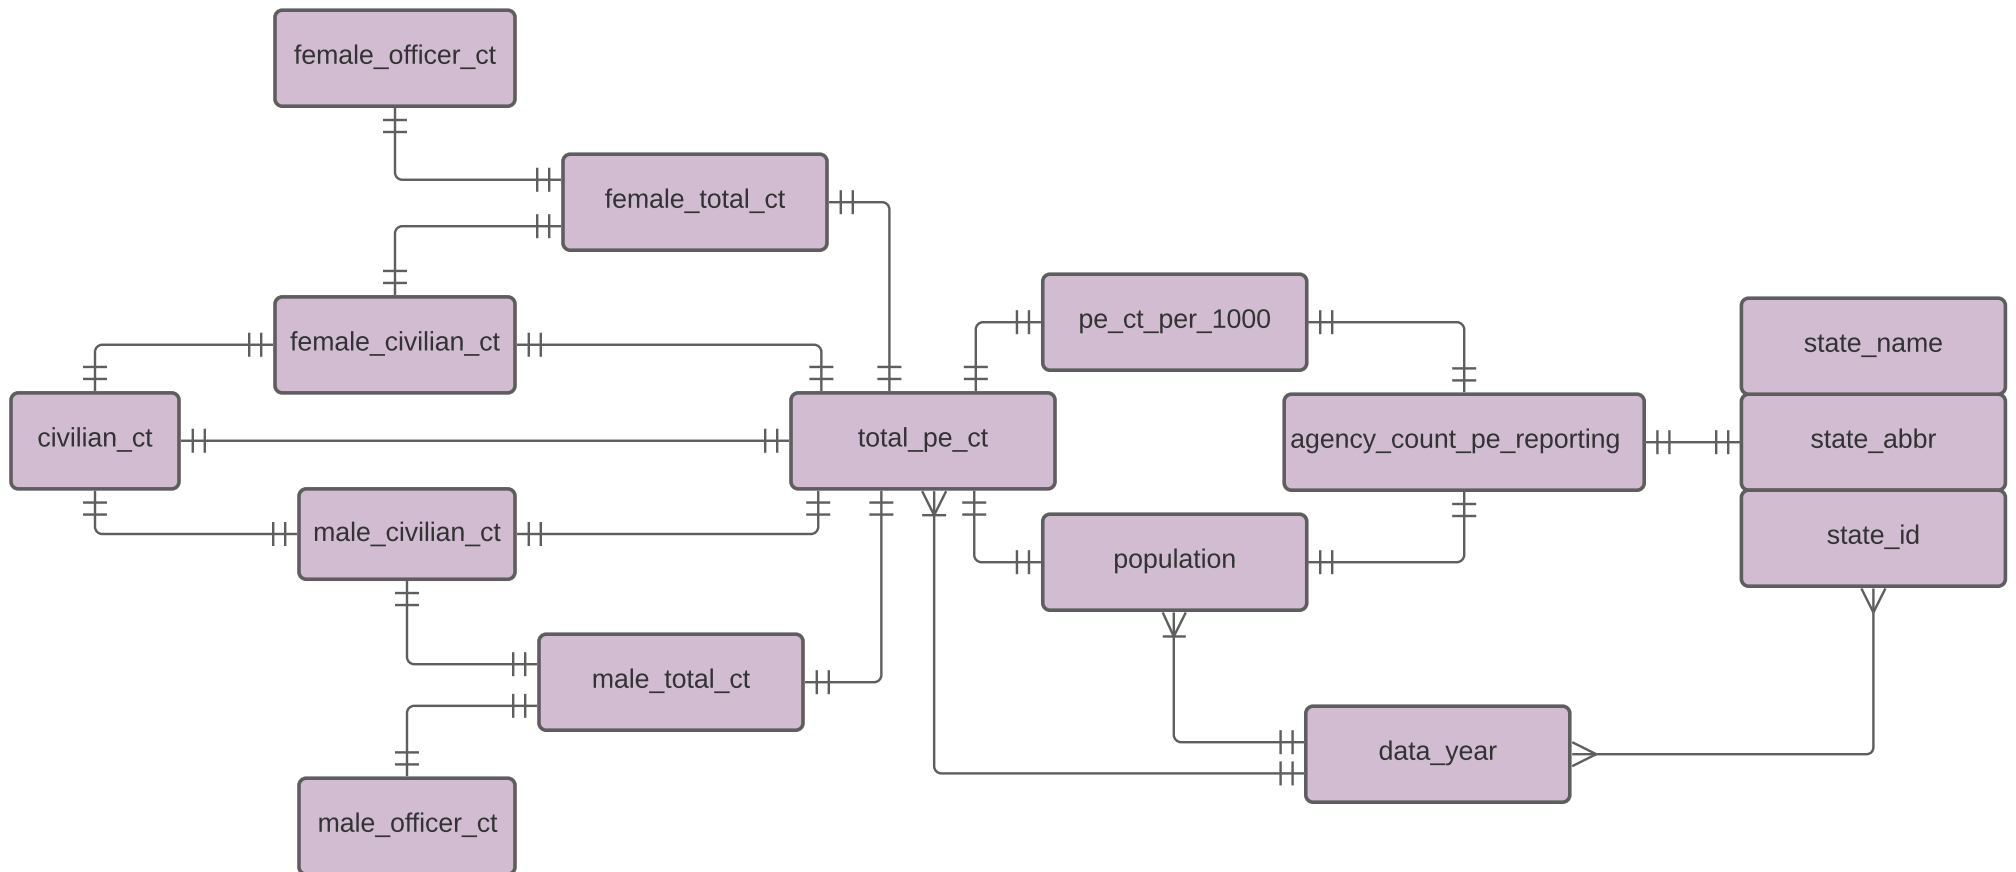 female_officer_ct
female_total_ct
female_civilian_ct
pe_ct_per_1000
state_name
civilian_ct
total_pe_ct
agency_count_pe_reporting
state_abbr
male_civilian_ct
population
state_id
male_total_ct
data_year
male_officer_ct